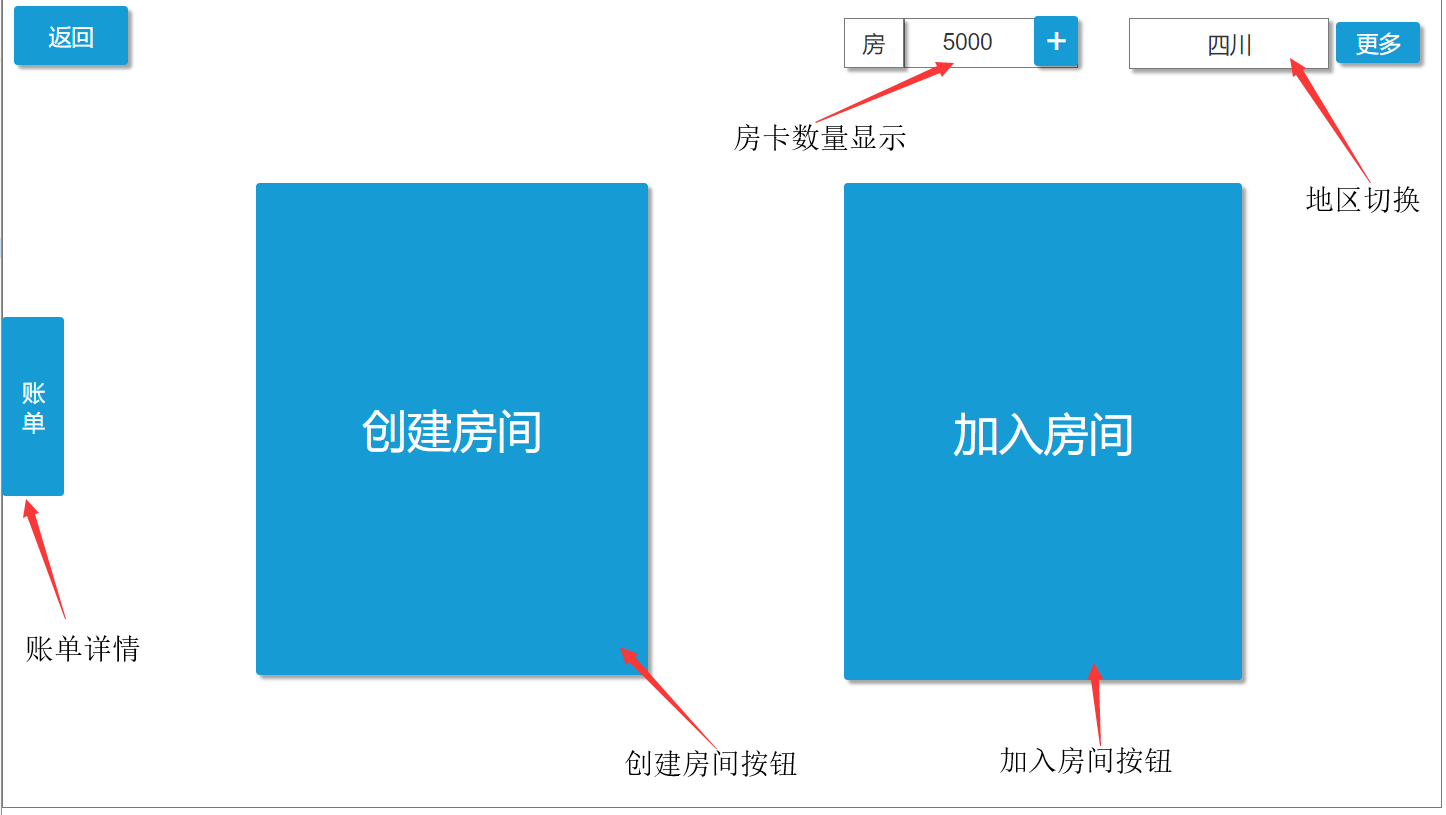 返回
房
5000
+
四川
更多
房卡数量显示
地区切换
账
单
创建房间
加入房间
账单详情
创建房间按钮
加入房间按钮